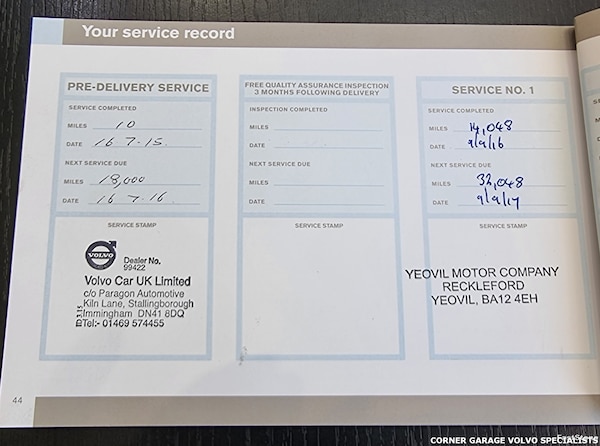 Your service record
PRE-DELIVERY SERVICE
SERVICE COMPLETED
MILES 10
DATE 16-7-15
NEXT SERVICE DUE
MILES 18,000
DATE 16-7-16
SERVICE STAMP
VOLVO
Dealer No.
99422
Volvo Car UK Limited
c/o Paragon Automotive
Kiln Lane, Stallingborough
Immingham DN41 8DQ
Tel:- 01469 574455
FREE QUALITY ASSURANCE INSPECTION
3 MONTHS FOLLOWING DELIVERY
INSPECTION COMPLETED
MILES
DATE
NEXT SERVICE DUE
MILES
DATE
SERVICE STAMP
SERVICE NO. 1
SERVICE COMPLETED
MILES 14,048
DATE 9/9/16
NEXT SERVICE DUE
MILES 32,048
DATE 9/9/17
SERVICE STAMP
YEOVIL MOTOR COMPANY
RECKLEFORD
YEOVIL, BA12 4EH
44
CORNER GARAGE VOLVO SPECIALISTS